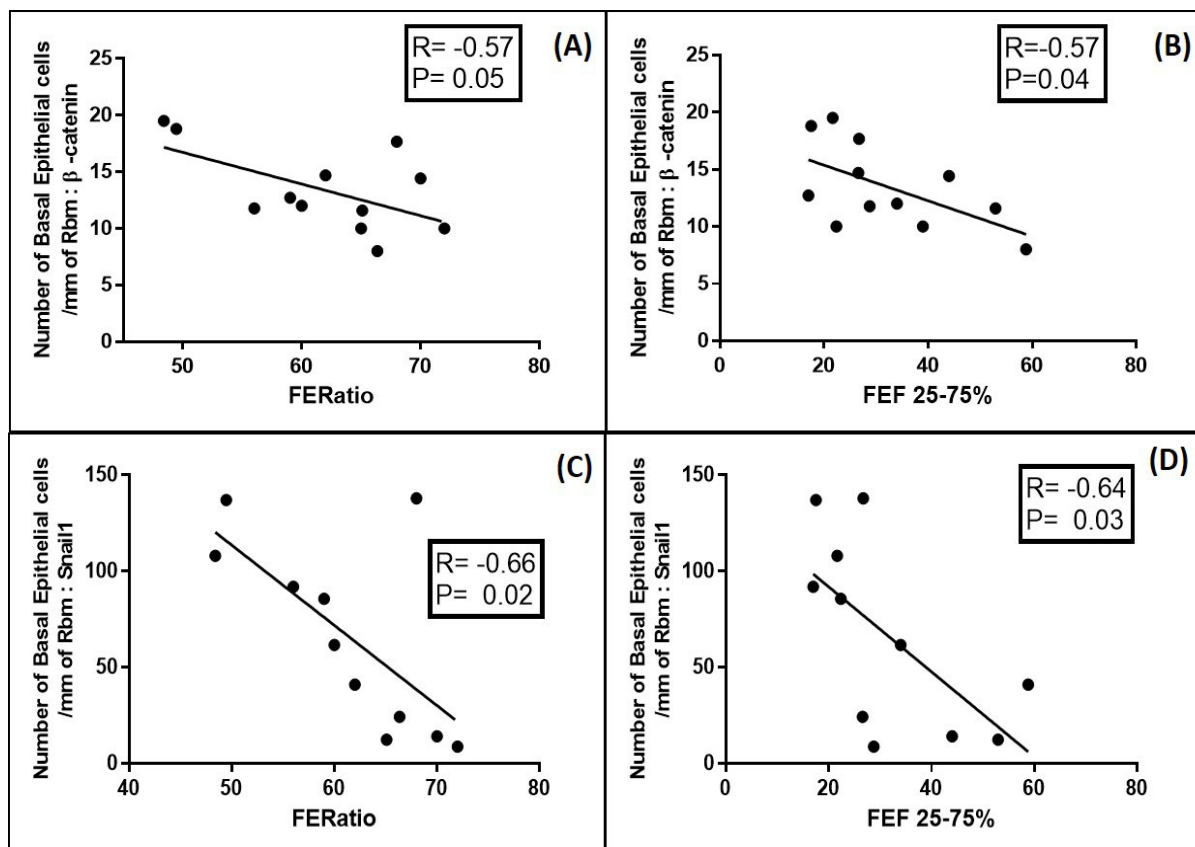 (A)
R= -0.57
P= 0.05
Number of Basal Epithelial cells
/mm of Rbm : β -catenin
25
20
15
10
5
0
50 60 70 80
FERatio
(B)
R=-0.57
P=0.04
Number of Basal Epithelial cells
/mm of Rbm : β -catenin
25
20
15
10
5
0
0 20 40 60 80
FEF 25-75%
(C)
R= -0.66
P= 0.02
Number of Basal Epithelial cells
/mm of Rbm : Snail1
150
100
50
0
40 50 60 70 80
FERatio
(D)
R= -0.64
P= 0.03
Number of Basal Epithelial cells
/mm of Rbm : Snail1
150
100
50
0
0 20 40 60 80
FEF 25-75%